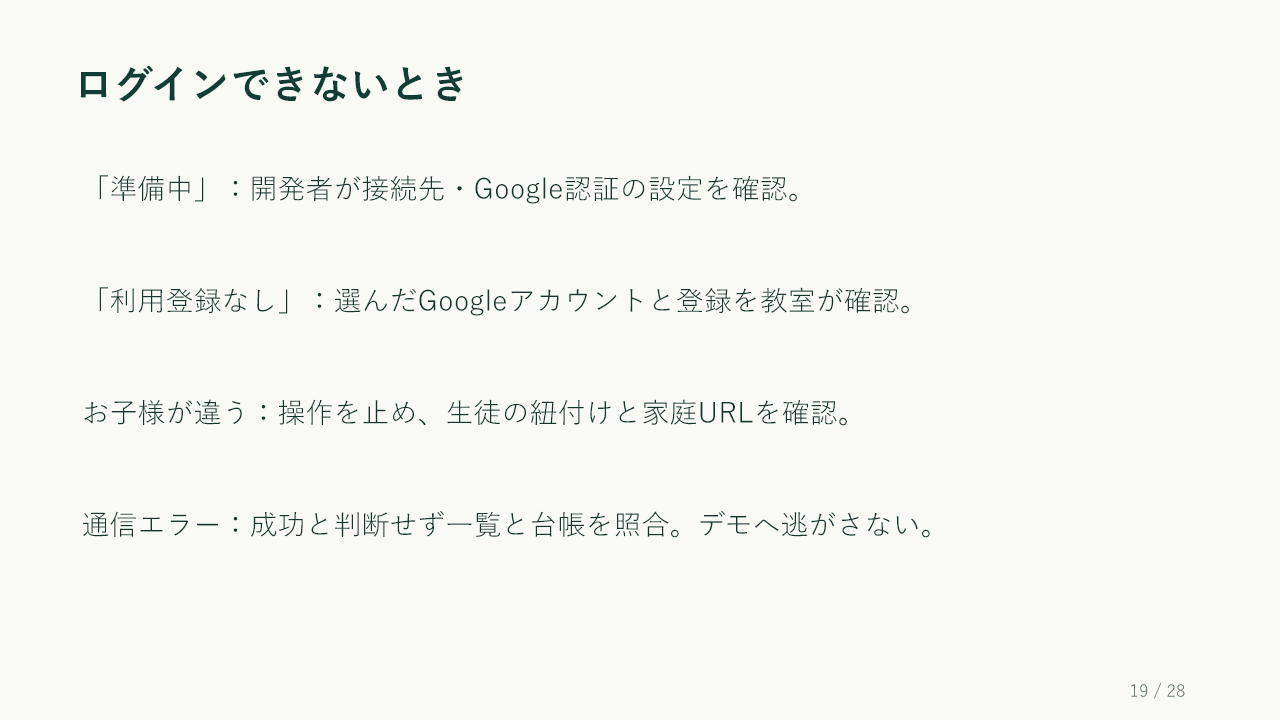 ログインできないとき
「準備中」：開発者が接続先・Google認証の設定を確認。
「利用登録なし」：選んだGoogleアカウントと登録を教室が確認。
お子様が違う：操作を止め、生徒の紐付けと家庭URLを確認。
通信エラー：成功と判断せず一覧と台帳を照合。デモへ逃がさない。
19 / 28